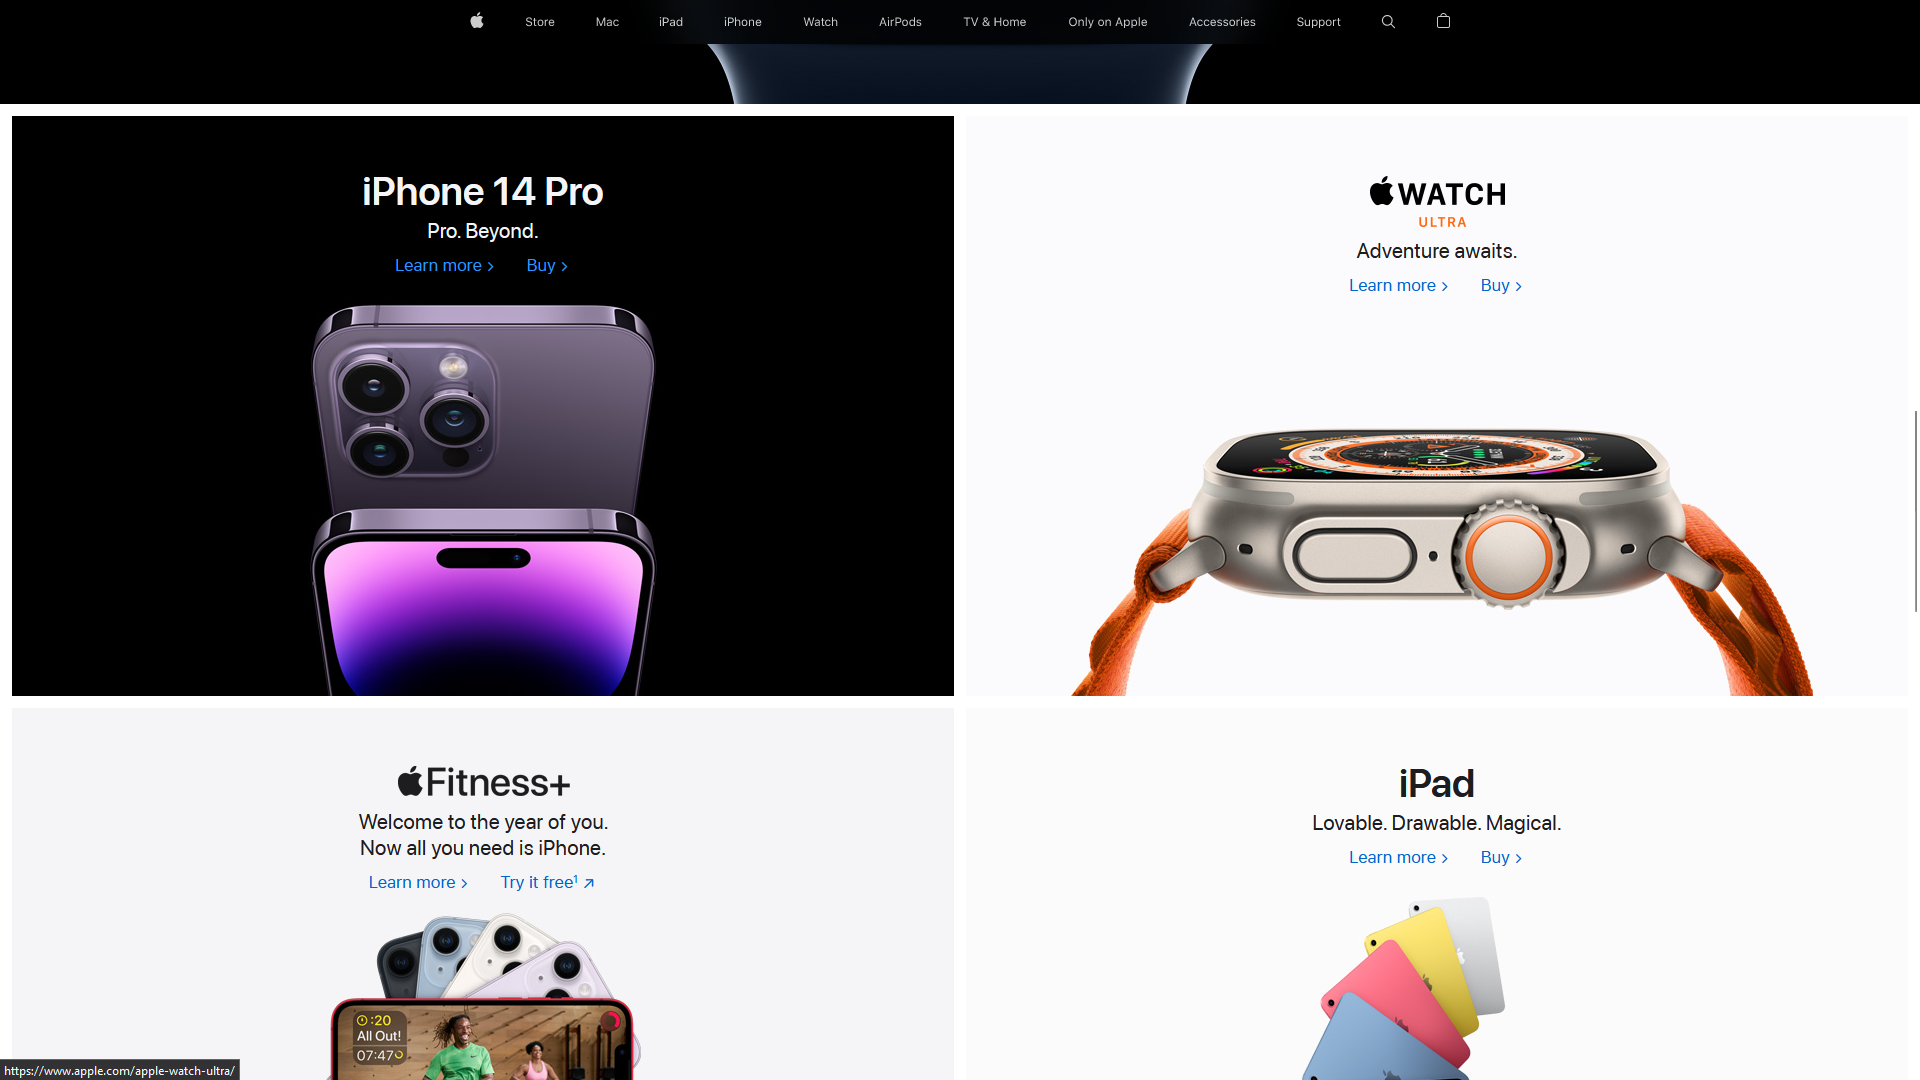 Store Mac iPad iPhone Watch AirPods TV & Home Only on Apple Accessories Support
iPhone 14 Pro
Pro. Beyond.
Learn more > Buy >
WATCH
ULTRA
Adventure awaits.
Learn more > Buy >
Fitness+
Welcome to the year of you.
Now all you need is iPhone.
Learn more > Try it free¹ ↗
:20
All Out!
07:47
iPad
Lovable. Drawable. Magical.
Learn more > Buy >
https://www.apple.com/apple-watch-ultra/